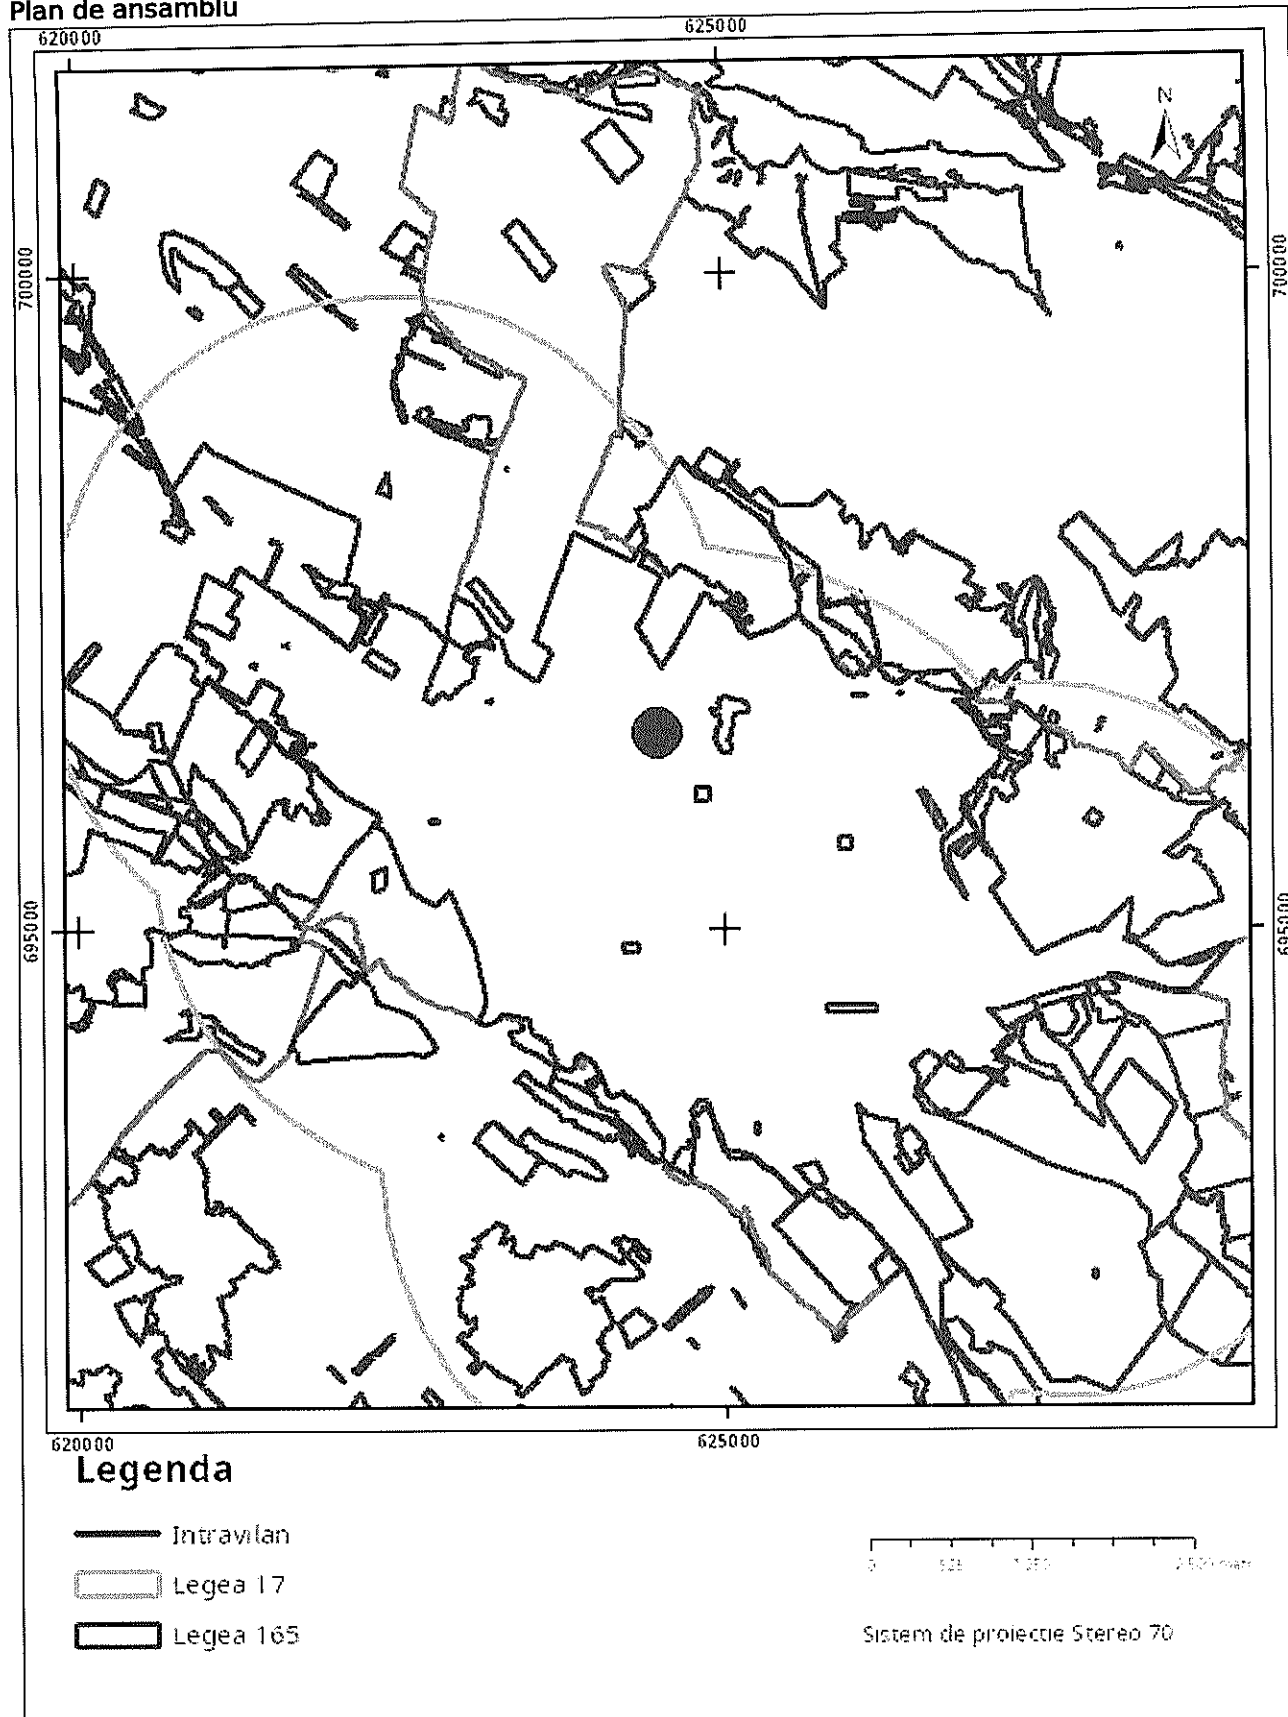 Plan de ansamblu
620000
625000
N
700000
700000
695000
695000
620000
625000
Legenda
Intravilan
Legea 17
Legea 165
0
Sistem de proiectie Stereo 70